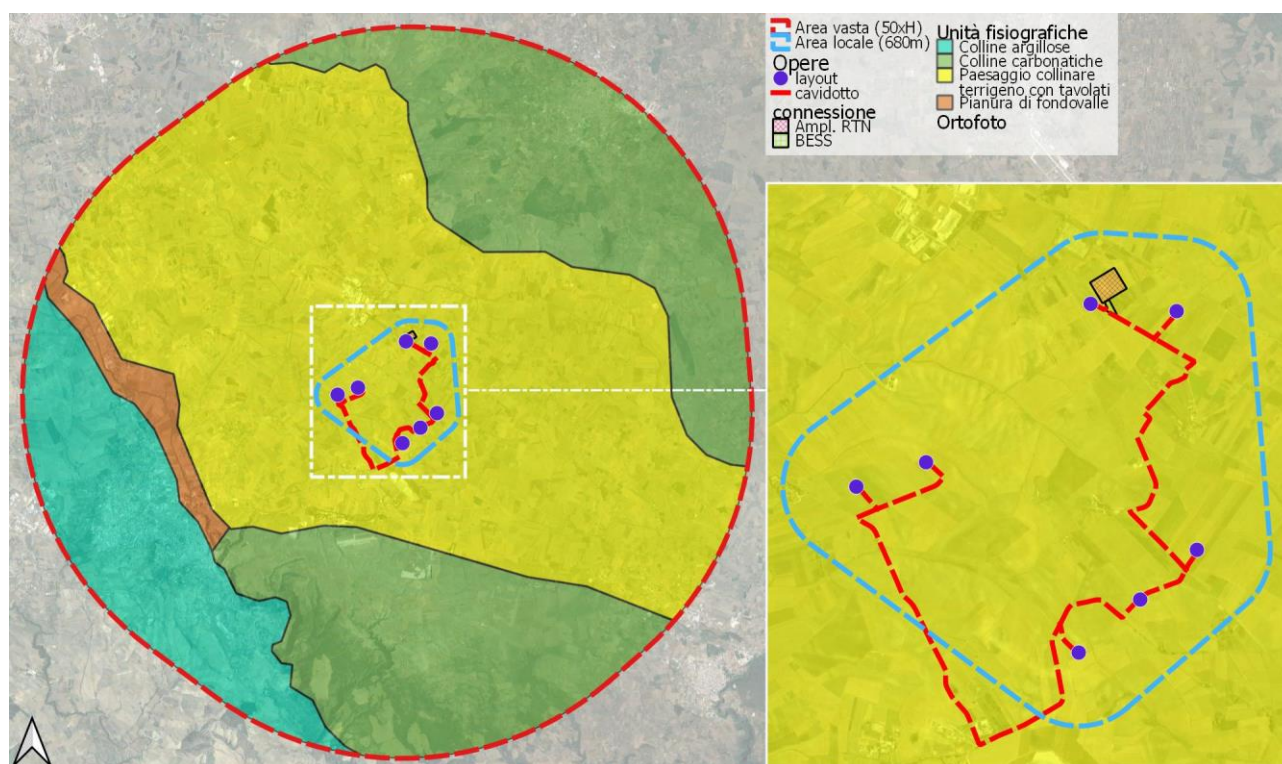 Area vasta (50xH)
Area locale (680m)
Opere
layout
cavidotto
connessione
Ampl. RTN
BESS
Unità fisiografiche
Colline argillose
Colline carbonatiche
Paesaggio collinare
terrigeno con tavolati
Pianura di fondovalle
Ortofoto